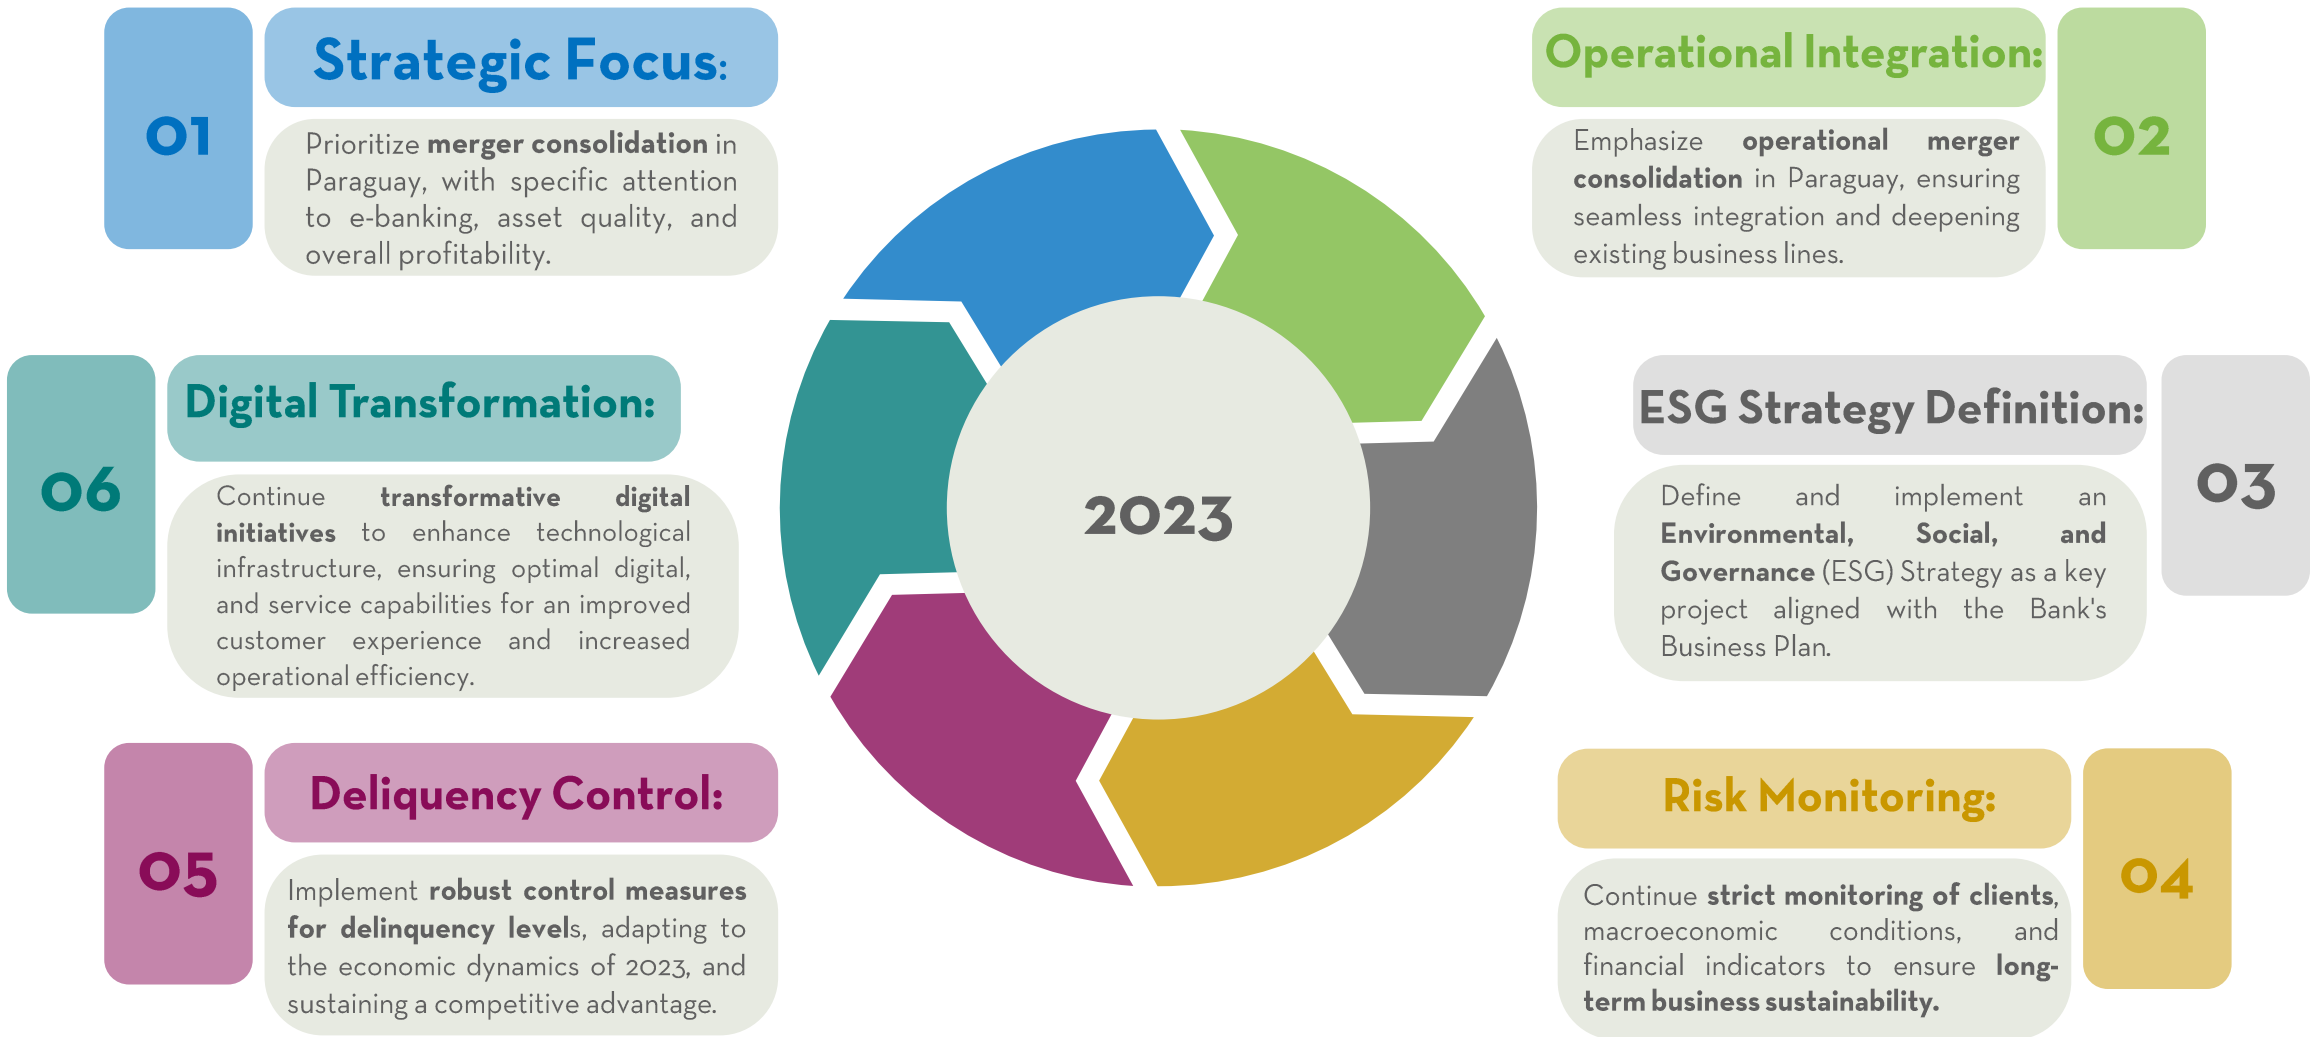 01
Strategic Focus:
Prioritize merger consolidation in
Paraguay, with specific attention
to e-banking, asset quality, and
overall profitability.
Operational Integration:
02
Emphasize operational merger
consolidation in Paraguay, ensuring
seamless integration and deepening
existing business lines.
ESG Strategy Definition:
03
Define and implement an
Environmental, Social, and
Governance (ESG) Strategy as a key
project aligned with the Bank's
Business Plan.
Risk Monitoring:
04
Continue strict monitoring of clients,
macroeconomic conditions, and
financial indicators to ensure long-
term business sustainability.
05
Deliquency Control:
Implement robust control measures
for delinquency levels, adapting to
the economic dynamics of 2023, and
sustaining a competitive advantage.
06
Digital Transformation:
Continue transformative digital
initiatives to enhance technological
infrastructure, ensuring optimal digital,
and service capabilities for an improved
customer experience and increased
operational efficiency.
2023